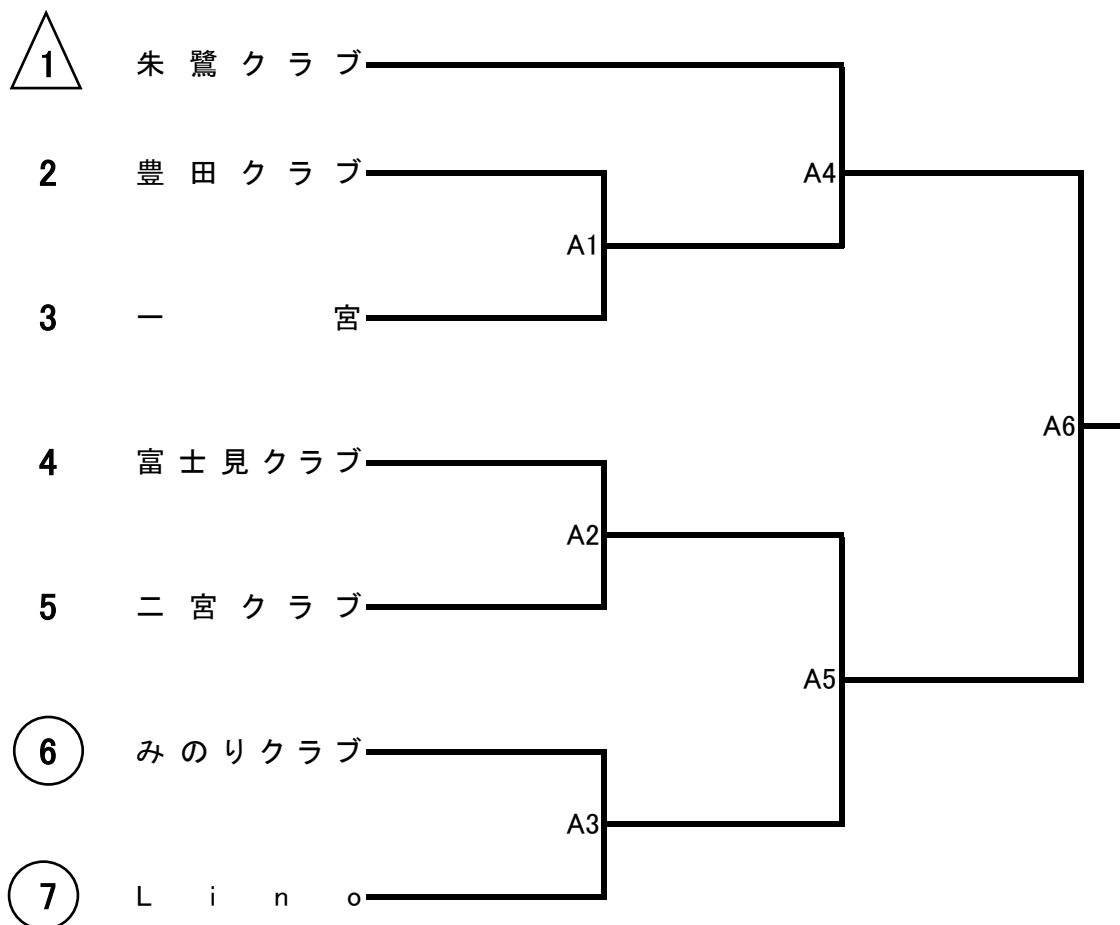 1 朱鷺クラブ
2 豊田クラブ
A4
A1
3 一宮
A6
4 富士見クラブ
A2
5 二宮クラブ
A5
6 みのりクラブ
A3
7 Lino